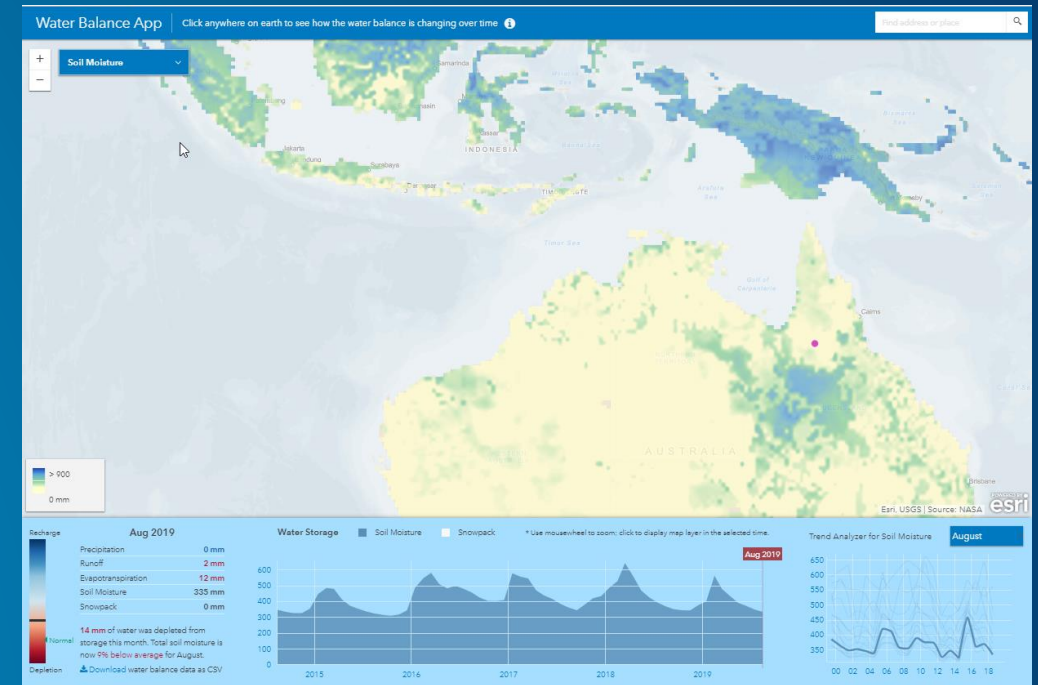 Water Balance App
Click anywhere on earth to see how the water balance is changing over time
Find address or place
+
−
Soil Moisture
INDONESIA
Jakarta
Surabaya
Timor Sea
Arafura
Sea
Gulf of
Carpentaria
Cairns
AUSTRALIA
Brisbane
> 900
0 mm
Esri, USGS | Source: NASA
esri
Recharge
Normal
Depletion
Aug 2019
Precipitation 0 mm
Runoff 2 mm
Evapotranspiration 12 mm
Soil Moisture 335 mm
Snowpack 0 mm
14 mm of water was depleted from
storage this month. Total soil moisture is
now 9% below average for August.
Download water balance data as CSV
Water Storage Soil Moisture Snowpack * Use mousewheel to zoom; click to display map layer in the selected time.
Aug 2019
600
500
400
300
200
100
0
2015 2016 2017 2018 2019
Trend Analyzer for Soil Moisture August
650
600
550
500
450
400
350
00 02 04 06 08 10 12 14 16 18